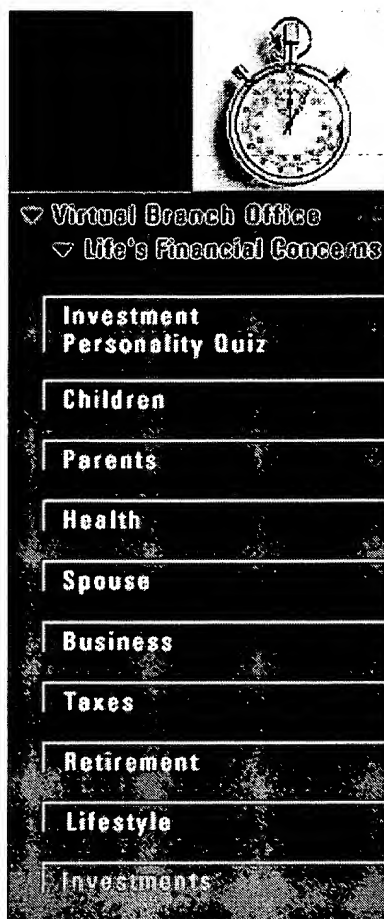 Virtual Branch Office
Life's Financial Concerns
Investment
Personality Quiz
Children
Parents
Health
Spouse
Business
Taxes
Retirement
Lifestyle
Investments